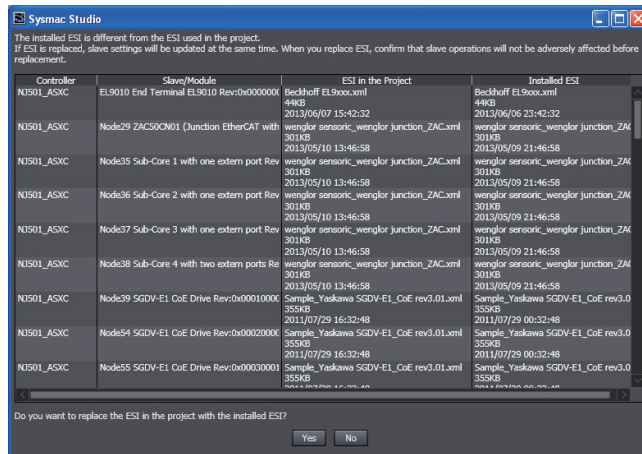 Sysmac Studio
The installed ESI is different from the ESI used in the project.
If ESI is replaced, slave settings will be updated at the same time. When you replace ESI, confirm that slave operations will not be adversely affected before
replacement.
Controller Slave/Module ESI in the Project Installed ESI
NJ501_ASXC EL9010 End Terminal EL9010 Rev:0x0000000 Beckhoff EL9xxx.xml Beckhoff EL9xxx.xml
44KB 44KB
2013/06/07 15:42:32 2013/06/06 23:42:32
NJ501_ASXC Node29 ZAC50CN01 (Junction EtherCAT with wenglor sensoric_wenglor junction_ZAC.xml wenglor sensoric_wenglor junction_ZAC
301KB 301KB
2013/05/10 13:46:58 2013/05/09 21:46:58
NJ501_ASXC Node35 Sub-Core 1 with one extern port Rev wenglor sensoric_wenglor junction_ZAC.xml wenglor sensoric_wenglor junction_ZAC
301KB 301KB
2013/05/10 13:46:58 2013/05/09 21:46:58
NJ501_ASXC Node36 Sub-Core 2 with one extern port Rev wenglor sensoric_wenglor junction_ZAC.xml wenglor sensoric_wenglor junction_ZAC
301KB 301KB
2013/05/10 13:46:58 2013/05/09 21:46:58
NJ501_ASXC Node37 Sub-Core 3 with one extern port Rev wenglor sensoric_wenglor junction_ZAC.xml wenglor sensoric_wenglor junction_ZAC
301KB 301KB
2013/05/10 13:46:58 2013/05/09 21:46:58
NJ501_ASXC Node38 Sub-Core 4 with two extern ports Re wenglor sensoric_wenglor junction_ZAC.xml wenglor sensoric_wenglor junction_ZAC
301KB 301KB
2013/05/10 13:46:58 2013/05/09 21:46:58
NJ501_ASXC Node39 SGDV-E1 CoE Drive Rev:0x00010000 Sample_Yaskawa SGDV-E1_CoE rev3.01.xml Sample_Yaskawa SGDV-E1_CoE rev3.0
355KB 355KB
2011/07/29 16:32:48 2011/07/29 00:32:48
NJ501_ASXC Node54 SGDV-E1 CoE Drive Rev:0x00020000 Sample_Yaskawa SGDV-E1_CoE rev3.01.xml Sample_Yaskawa SGDV-E1_CoE rev3.0
355KB 355KB
2011/07/29 16:32:48 2011/07/29 00:32:48
NJ501_ASXC Node55 SGDV-E1 CoE Drive Rev:0x00030001 Sample_Yaskawa SGDV-E1_CoE rev3.01.xml Sample_Yaskawa SGDV-E1_CoE rev3.0
355KB 355KB
Do you want to replace the ESI in the project with the installed ESI?
Yes No